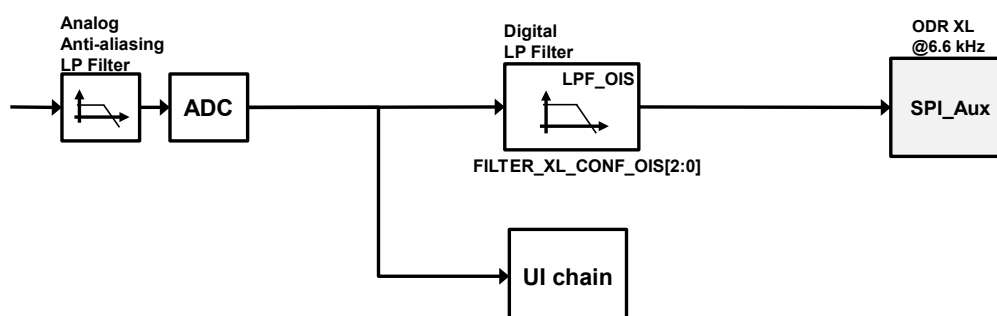 Analog
Anti-aliasing
LP Filter
ADC
Digital
LP Filter
LPF_OIS
FILTER_XL_CONF_OIS[2:0]
ODR XL
@6.6 kHz
SPI_Aux
UI chain